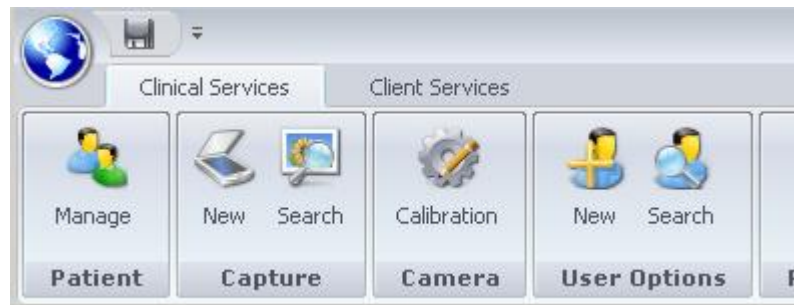 Clinical Services Client Services
Manage New Search Calibration New Search
Patient Capture Camera User Options